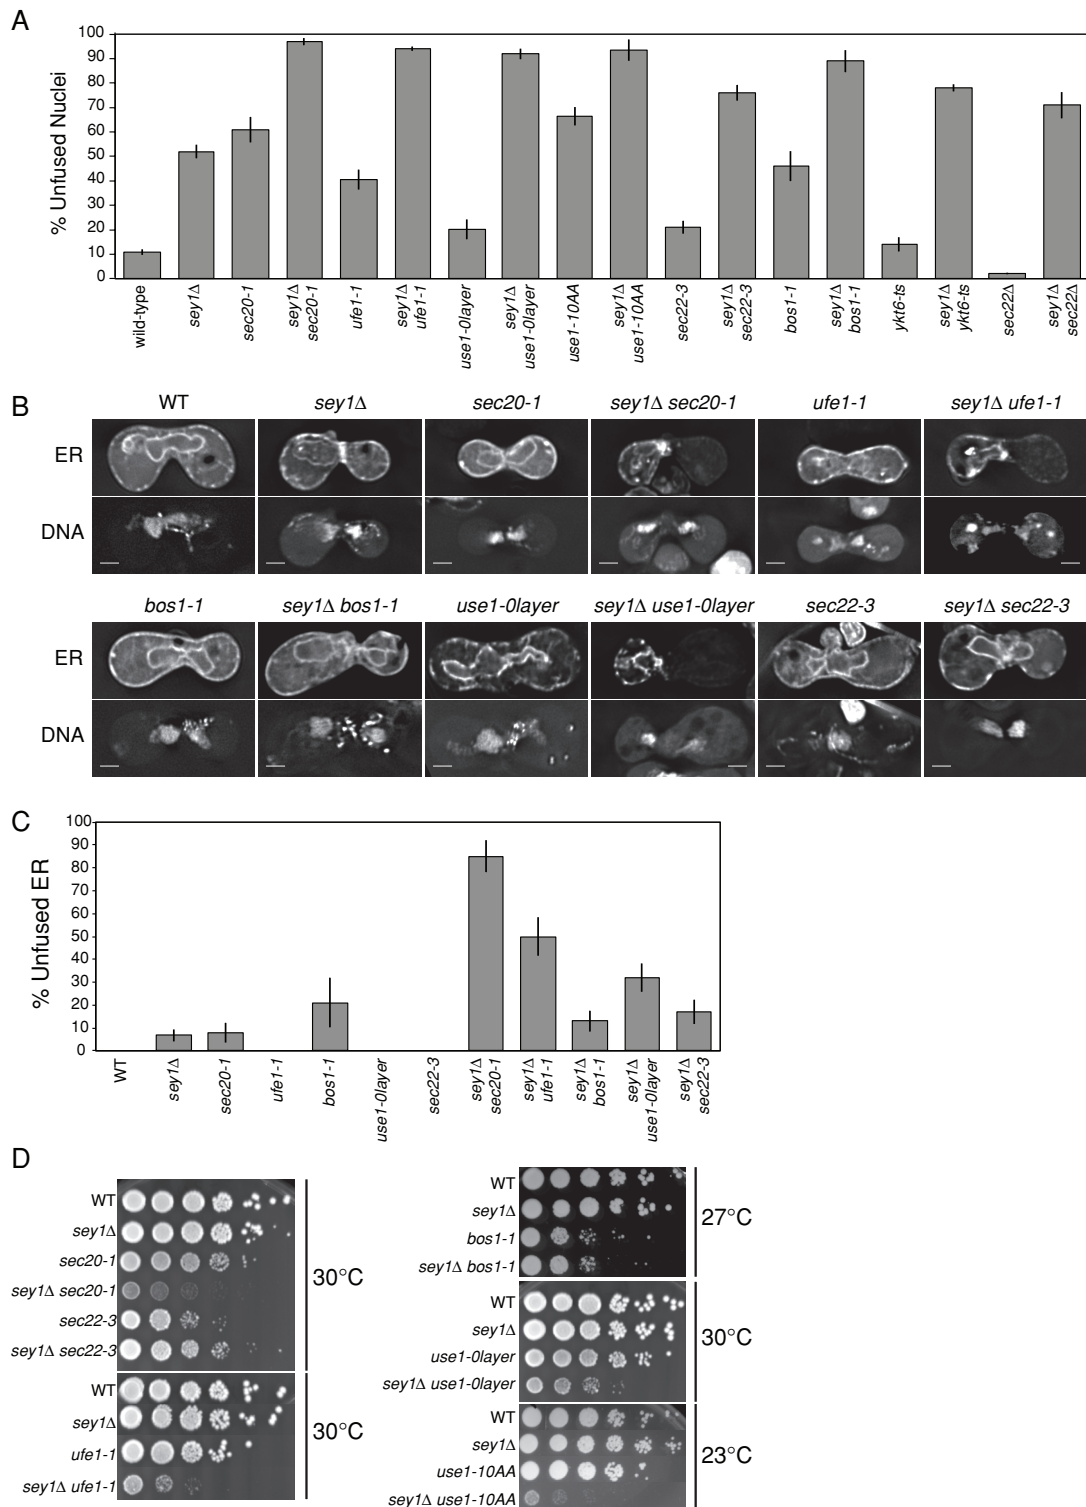 A
% Unfused Nuclei
100
90
80
70
60
50
40
30
20
10
0
wild-type
sey1Δ
sec20-1
sey1Δ
sec20-1
ufe1-1
sey1Δ
ufe1-1
use1-0layer
sey1Δ
use1-0layer
use1-10AA
sey1Δ
use1-10AA
sec22-3
sey1Δ
sec22-3
bos1-1
sey1Δ
bos1-1
ykt6-ts
sey1Δ
ykt6-ts
sec22Δ
sey1Δ
sec22Δ
B
WT sey1Δ sec20-1 sey1Δ sec20-1 ufe1-1 sey1Δ ufe1-1
ER
DNA
bos1-1 sey1Δ bos1-1 use1-0layer sey1Δ use1-0layer sec22-3 sey1Δ sec22-3
ER
DNA
C
% Unfused ER
100
90
80
70
60
50
40
30
20
10
0
WT
sey1Δ
sec20-1
ufe1-1
bos1-1
use1-0layer
sec22-3
sey1Δ
sec20-1
sey1Δ
ufe1-1
sey1Δ
bos1-1
sey1Δ
use1-0layer
sey1Δ
sec22-3
D
WT
sey1Δ
sec20-1
sey1Δ sec20-1
sec22-3
sey1Δ sec22-3
30°C
WT
sey1Δ
ufe1-1
sey1Δ ufe1-1
30°C
WT
sey1Δ
bos1-1
sey1Δ bos1-1
27°C
WT
sey1Δ
use1-0layer
sey1Δ use1-0layer
30°C
WT
sey1Δ
use1-10AA
sey1Δ use1-10AA
23°C